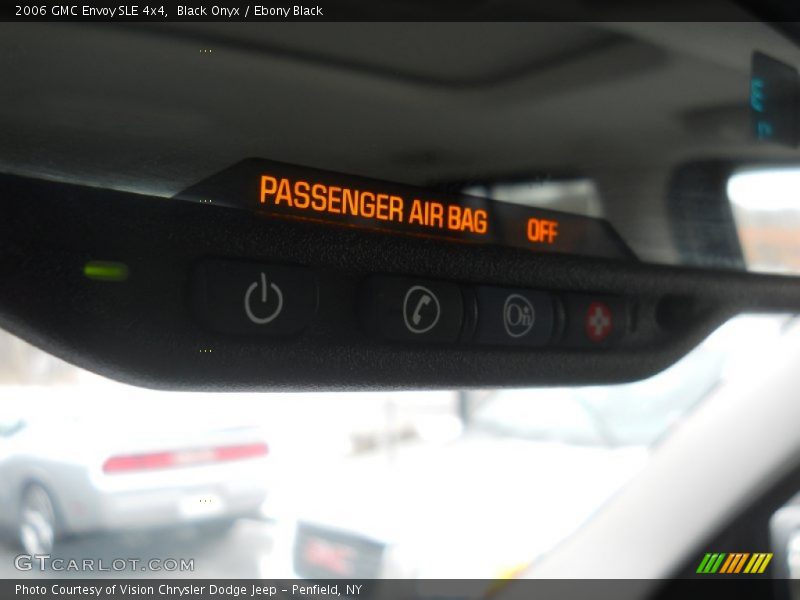 2006 GMC Envoy SLE 4x4, Black Onyx / Ebony Black
PASSENGER AIR BAG OFF
On
GTCARLOT.COM
Photo Courtesy of Vision Chrysler Dodge Jeep - Penfield, NY